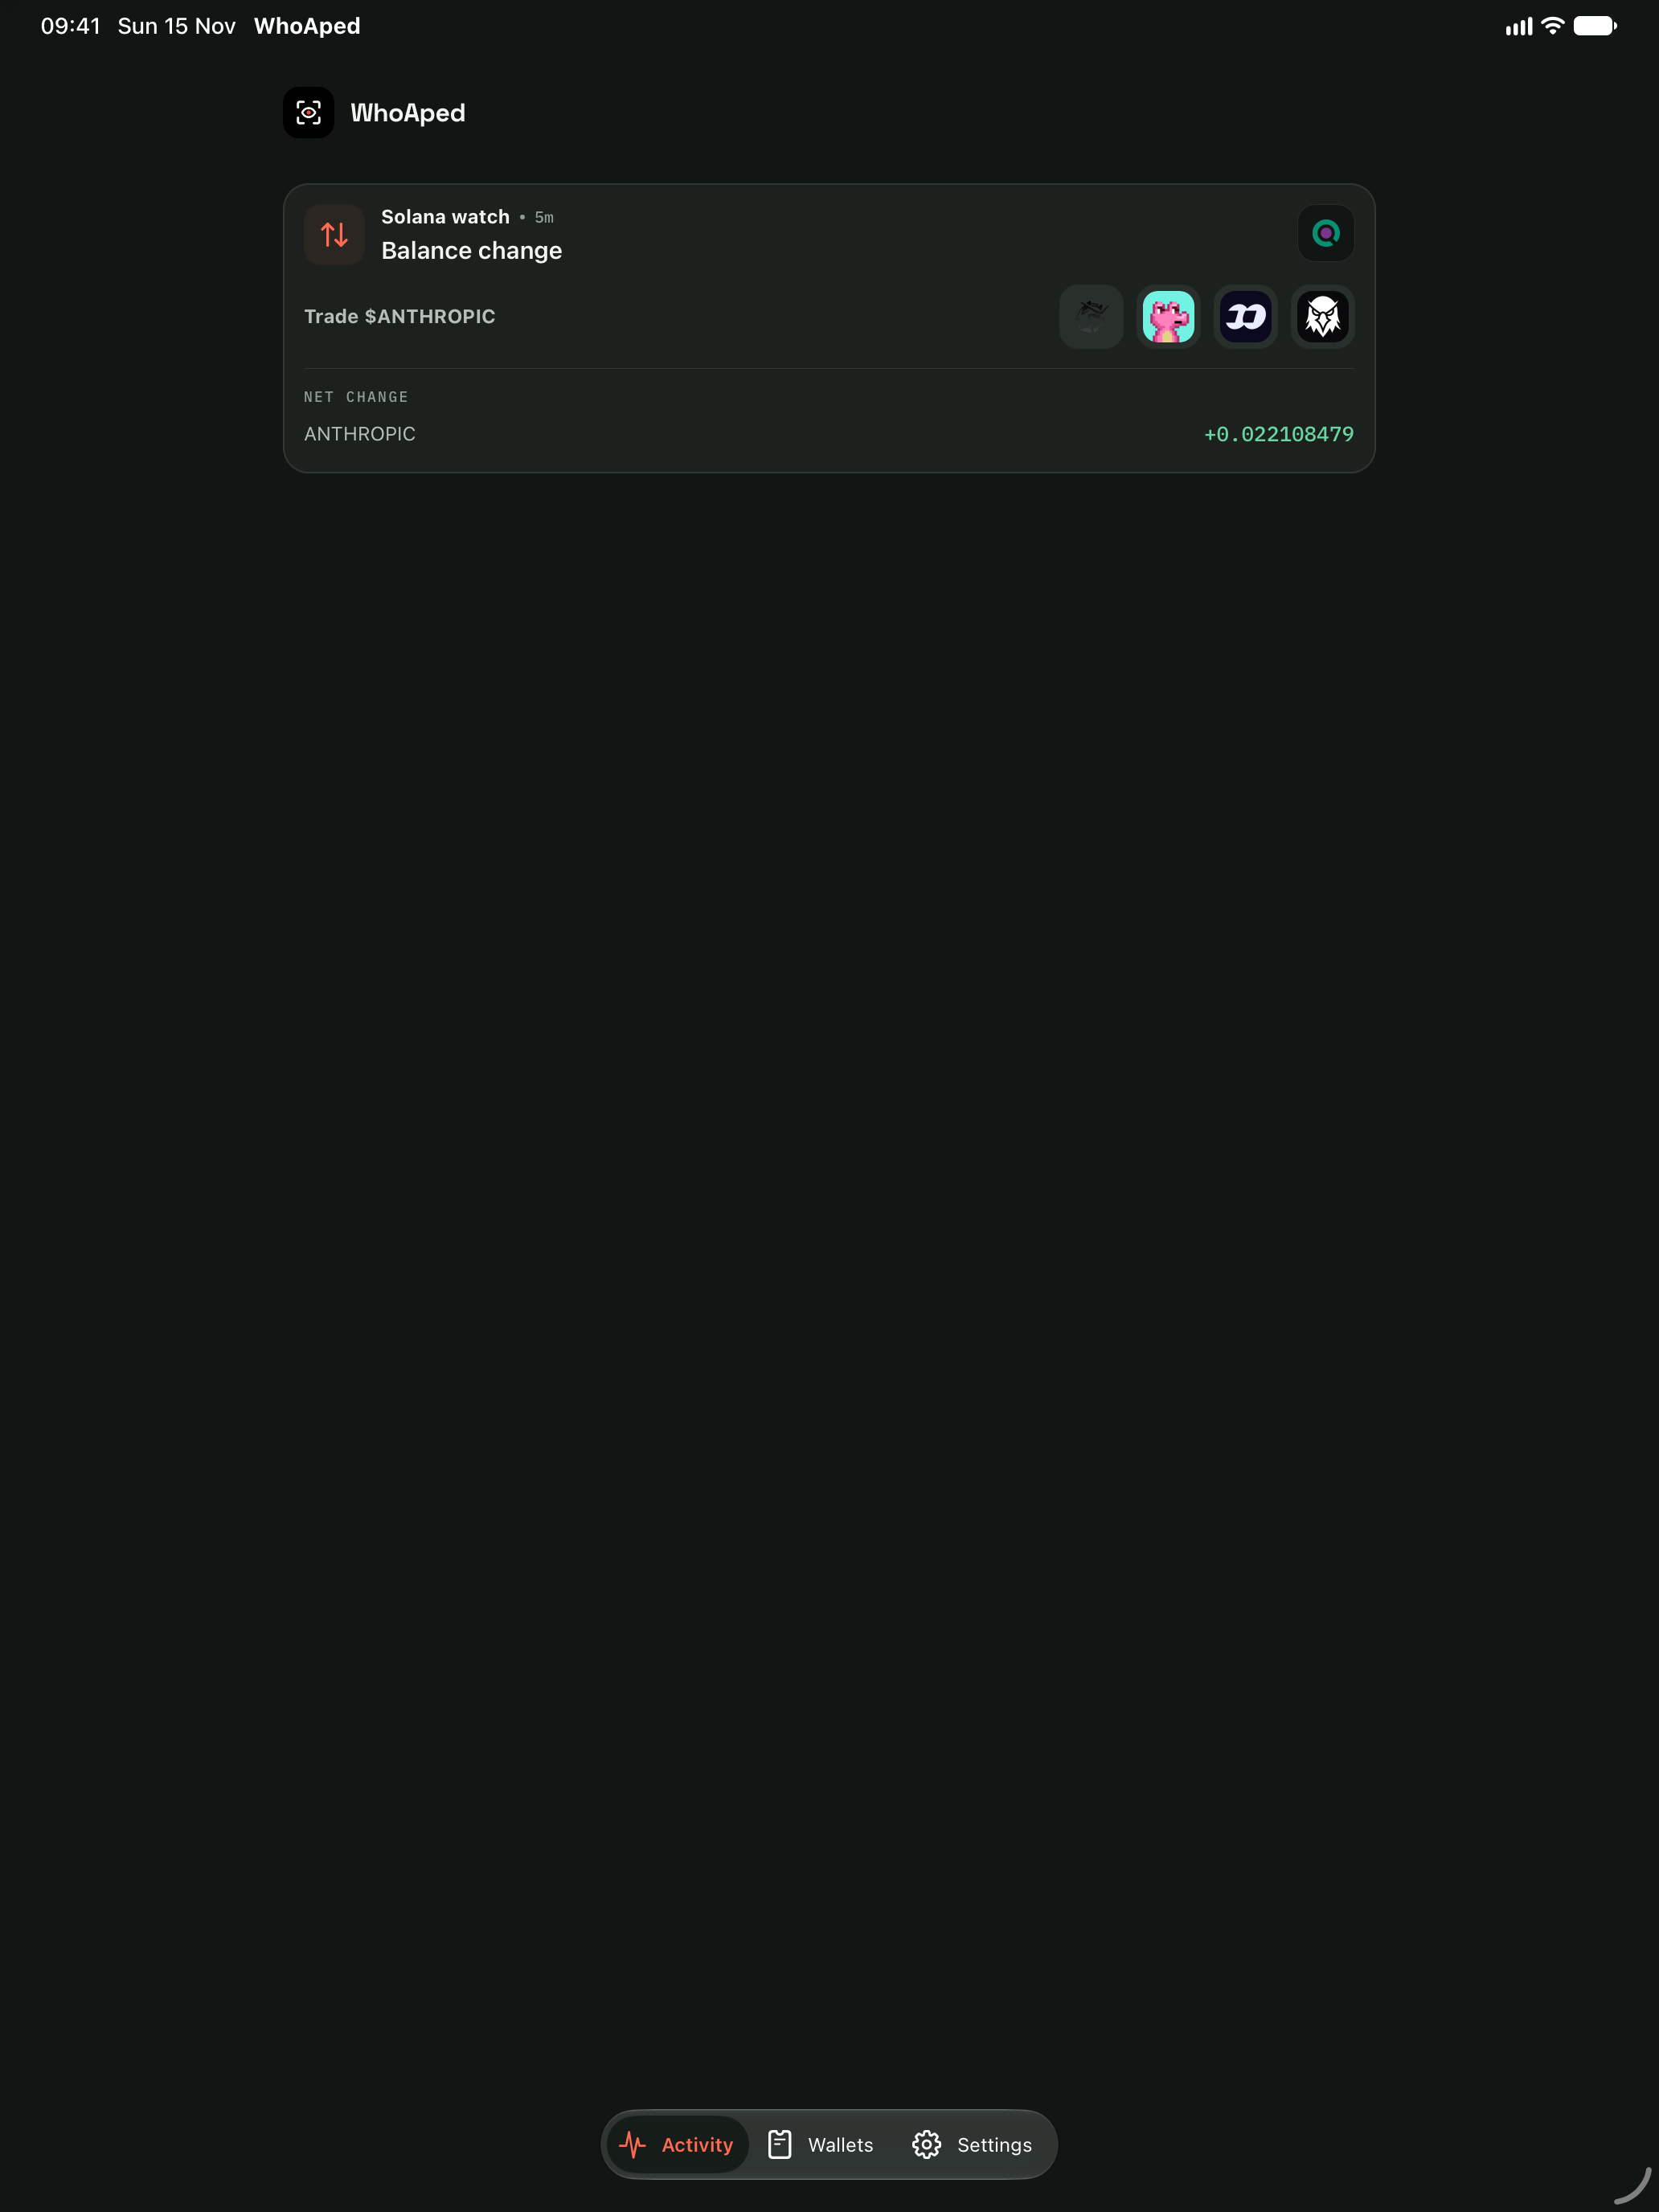 09:41 Sun 15 Nov WhoAped
WhoAped
Solana watch • 5m
Balance change
Trade $ANTHROPIC
NET CHANGE
ANTHROPIC +0.022108479
Activity Wallets Settings